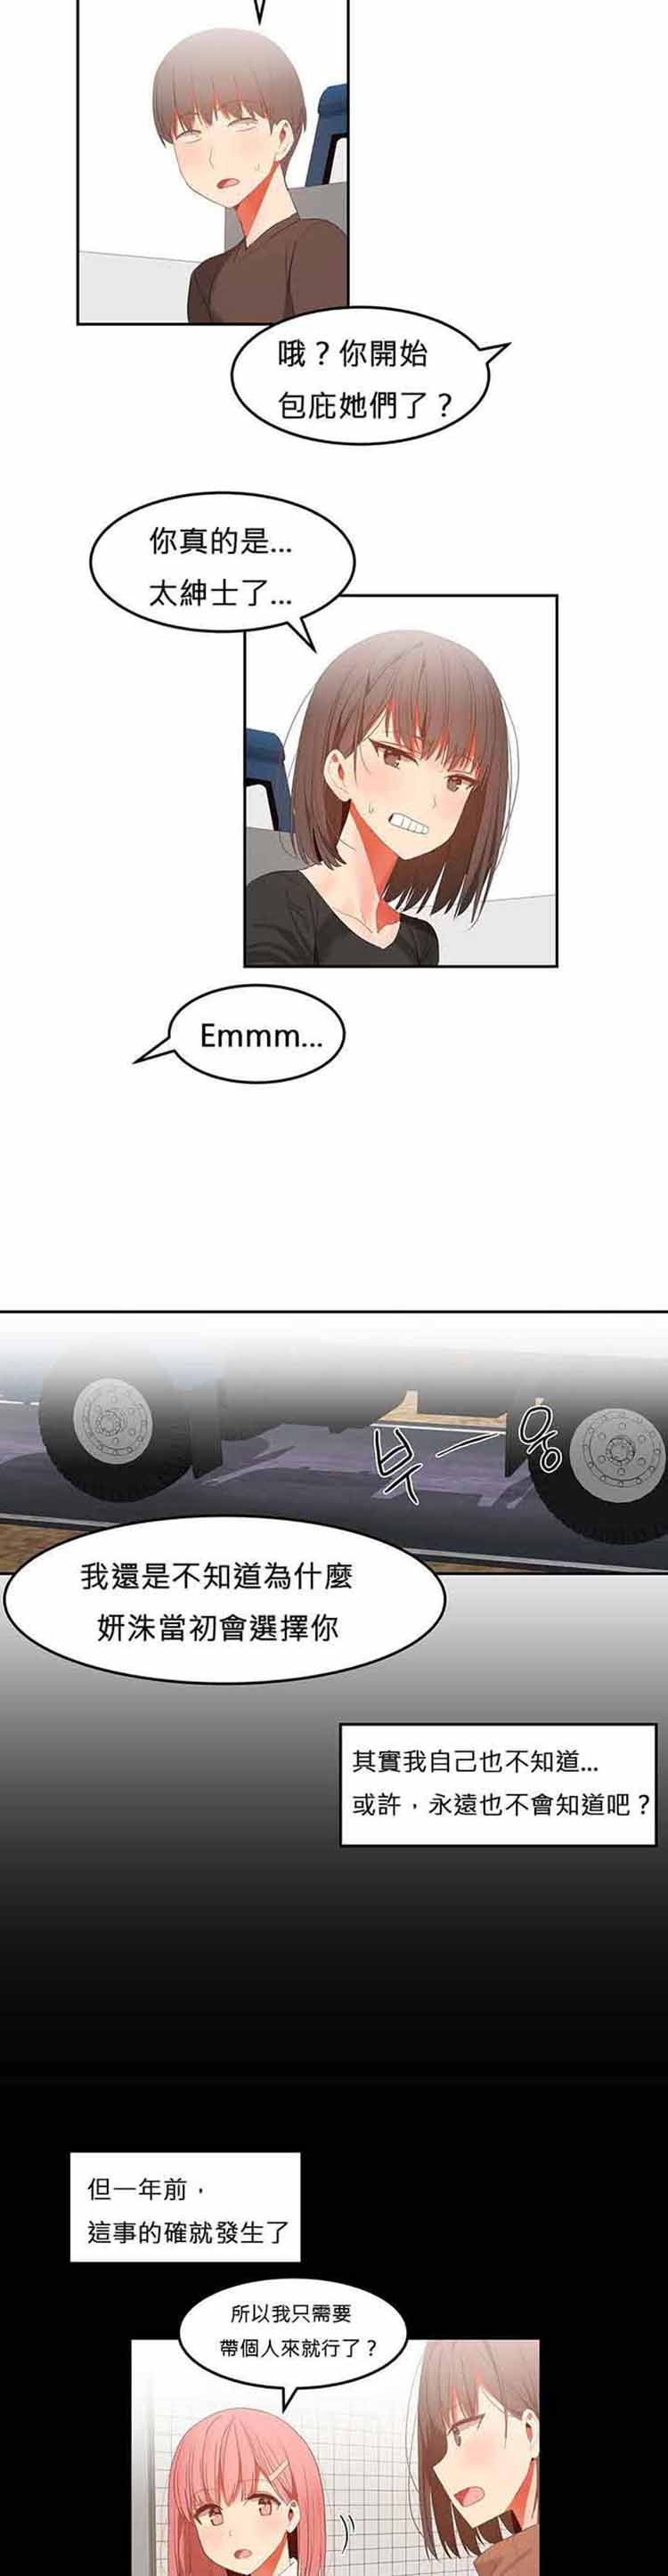 哦？你開始
包庇她們了？
你真的是...
太紳士了...
Emmm...
부웅
我還是不知道為什麼
妍洙當初會選擇你
其實我自己也不知道...
或許，永遠也不會知道吧？
但一年前，
這事的確就發生了
所以我只需要
帶個人來就行了？